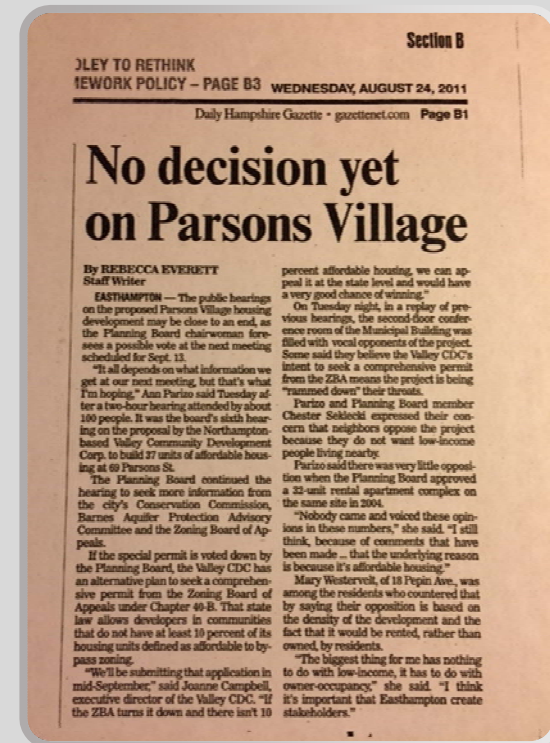 Section B
OLEY TO RETHINK
IEWORK POLICY – PAGE B3 WEDNESDAY, AUGUST 24, 2011
Daily Hampshire Gazette • gazettenet.com Page B1
No decision yet
on Parsons Village
By REBECCA EVERETT
Staff Writer
EASTHAMPTON — The public hearings
on the proposed Parsons Village housing
development may be close to an end, as
the Planning Board chairwoman fore-
sees a possible vote at the next meeting
scheduled for Sept. 13.
"It all depends on what information we
get at our next meeting, but that's what
I'm hoping," Ann Parizo said Tuesday af-
ter a two-hour hearing attended by about
100 people. It was the board's sixth hear-
ing on the proposal by the Northampton-
based Valley Community Development
Corp. to build 37 units of affordable hous-
ing at 69 Parsons St.
The Planning Board continued the
hearing to seek more information from
the city's Conservation Commission,
Barnes Aquifer Protection Advisory
Committee and the Zoning Board of Ap-
peals.
If the special permit is voted down by
the Planning Board, the Valley CDC has
an alternative plan to seek a comprehen-
sive permit from the Zoning Board of
Appeals under Chapter 40-B. That state
law allows developers in communities
that do not have at least 10 percent of its
housing units defined as affordable to by-
pass zoning.
"We'll be submitting that application in
mid-September," said Joanne Campbell,
executive director of the Valley CDC. "If
the ZBA turns it down and there isn't 10
percent affordable housing, we can ap-
peal it at the state level and would have
a very good chance of winning."
On Tuesday night, in a replay of pre-
vious hearings, the second-floor confer-
ence room of the Municipal Building was
filled with vocal opponents of the project.
Some said they believe the Valley CDC's
intent to seek a comprehensive permit
from the ZBA means the project is being
"rammed down" their throats.
Parizo and Planning Board member
Chester Seklecki expressed their con-
cern that neighbors oppose the project
because they do not want low-income
people living nearby.
Parizo said there was very little opposi-
tion when the Planning Board approved
a 32-unit rental apartment complex on
the same site in 2004.
"Nobody came and voiced these opin-
ions in these numbers," she said. "I still
think, because of comments that have
been made ... that the underlying reason
is because it's affordable housing."
Mary Westervelt, of 18 Pepin Ave., was
among the residents who countered that
by saying their opposition is based on
the density of the development and the
fact that it would be rented, rather than
owned, by residents.
"The biggest thing for me has nothing
to do with low-income, it has to do with
owner-occupancy," she said. "I think
it's important that Easthampton create
stakeholders."